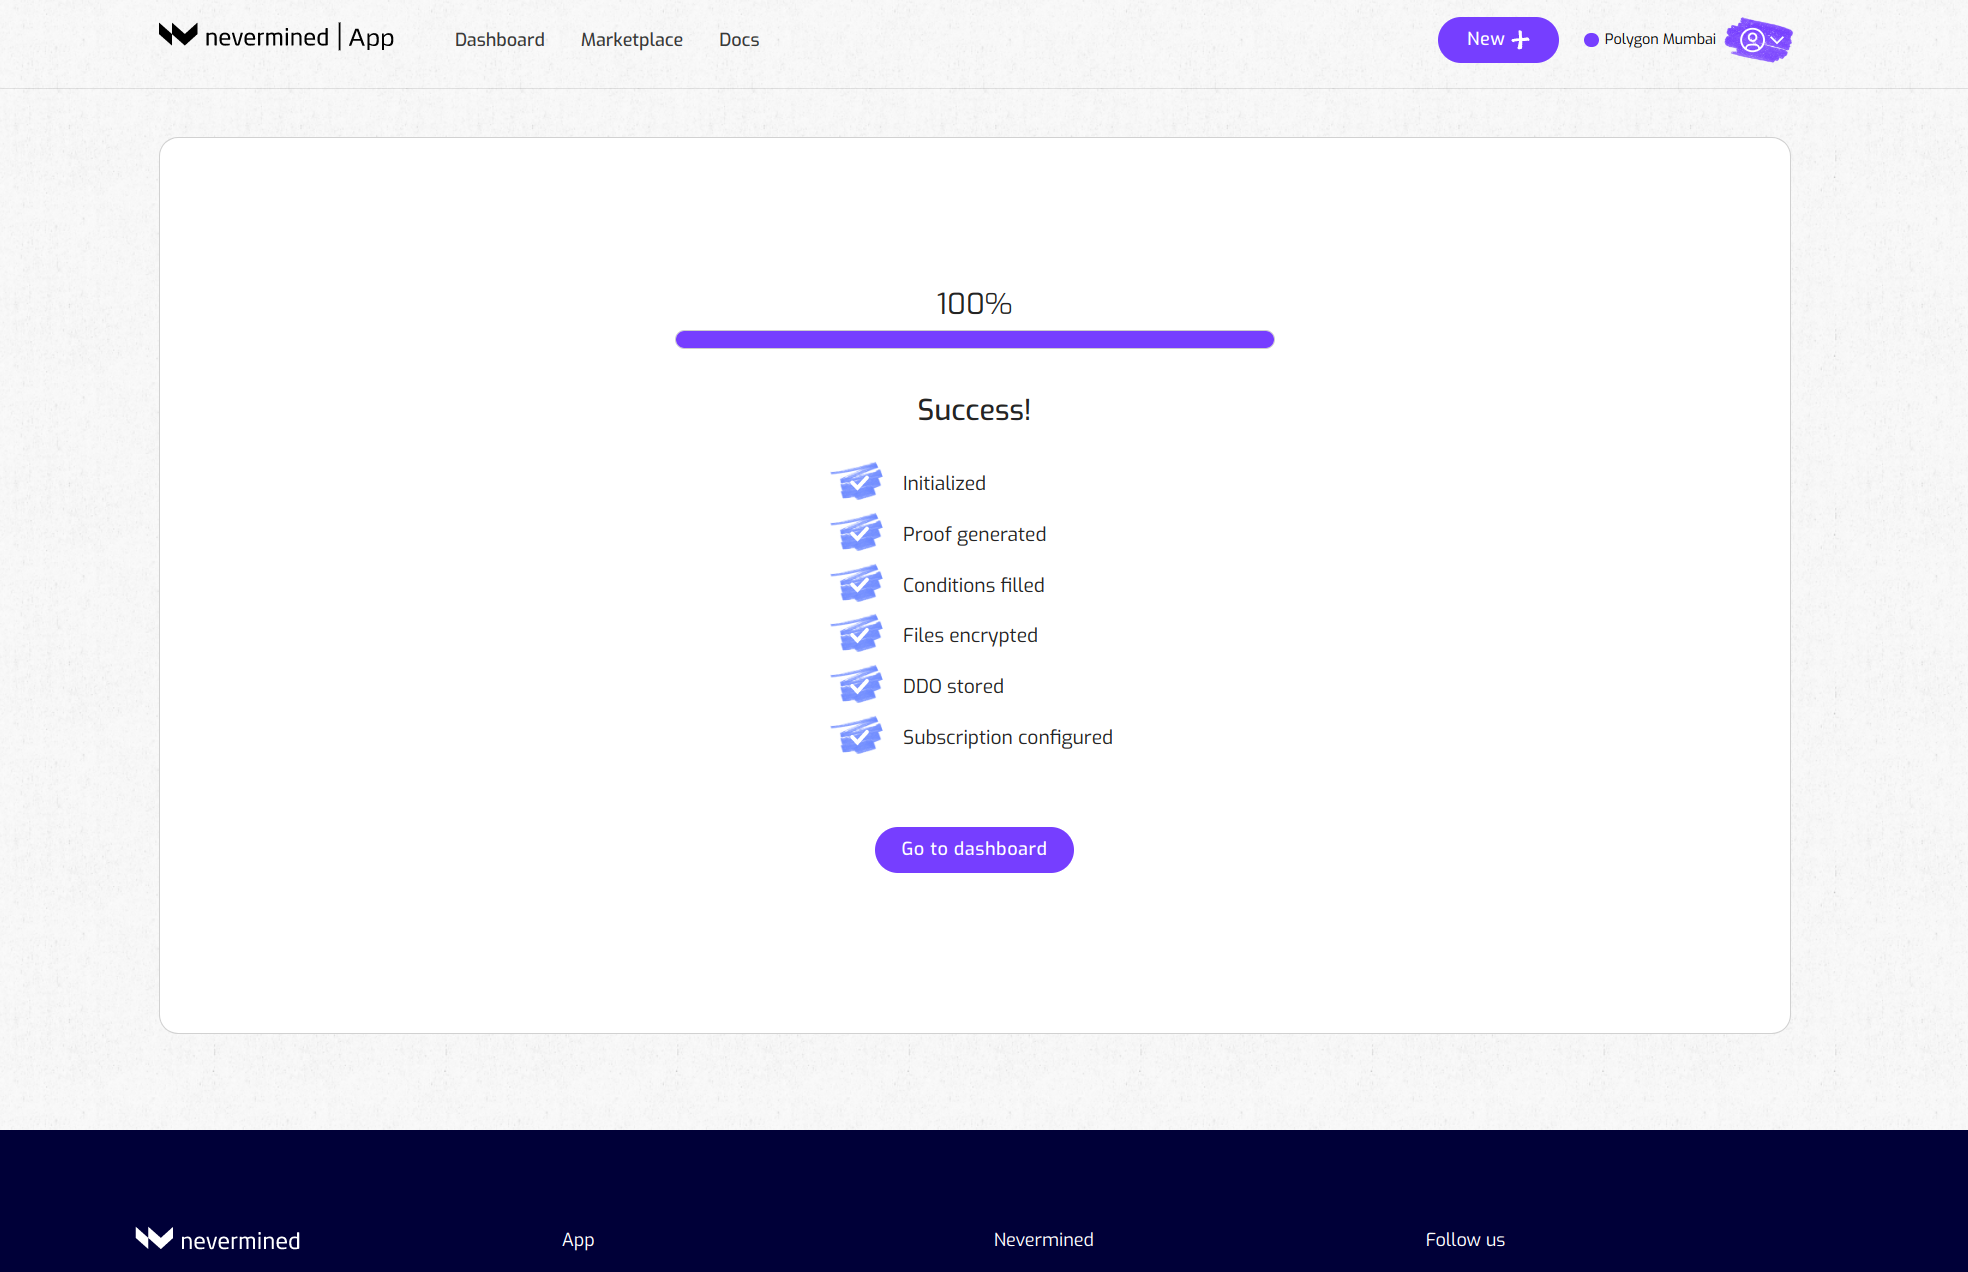 nevermined | App
Dashboard
Marketplace
Docs
New
Polygon Mumbai
100%
Success!
Initialized
Proof generated
Conditions filled
Files encrypted
DDO stored
Subscription configured
Go to dashboard
nevermined
App
Nevermined
Follow us